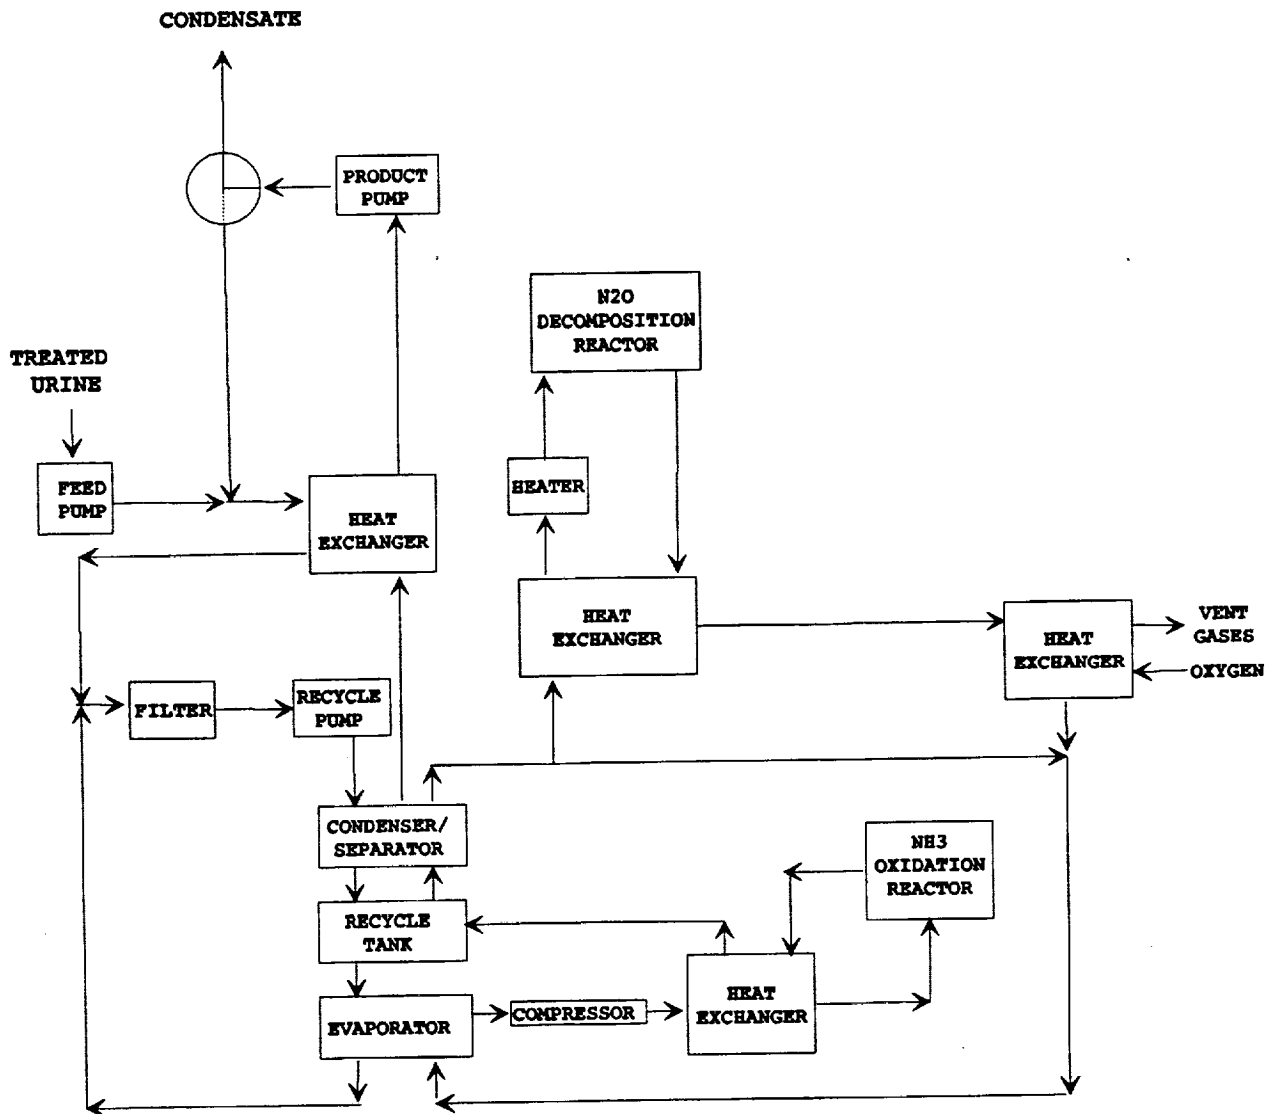 CONDENSATE
PRODUCT
PUMP
N2O
DECOMPOSITION
REACTOR
TREATED
URINE
FEED
PUMP
HEATER
HEAT
EXCHANGER
HEAT
EXCHANGER
HEAT
EXCHANGER
VENT
GASES
OXYGEN
FILTER
RECYCLE
PUMP
CONDENSER/
SEPARATOR
NH3
OXIDATION
REACTOR
RECYCLE
TANK
EVAPORATOR
COMPRESSOR
HEAT
EXCHANGER